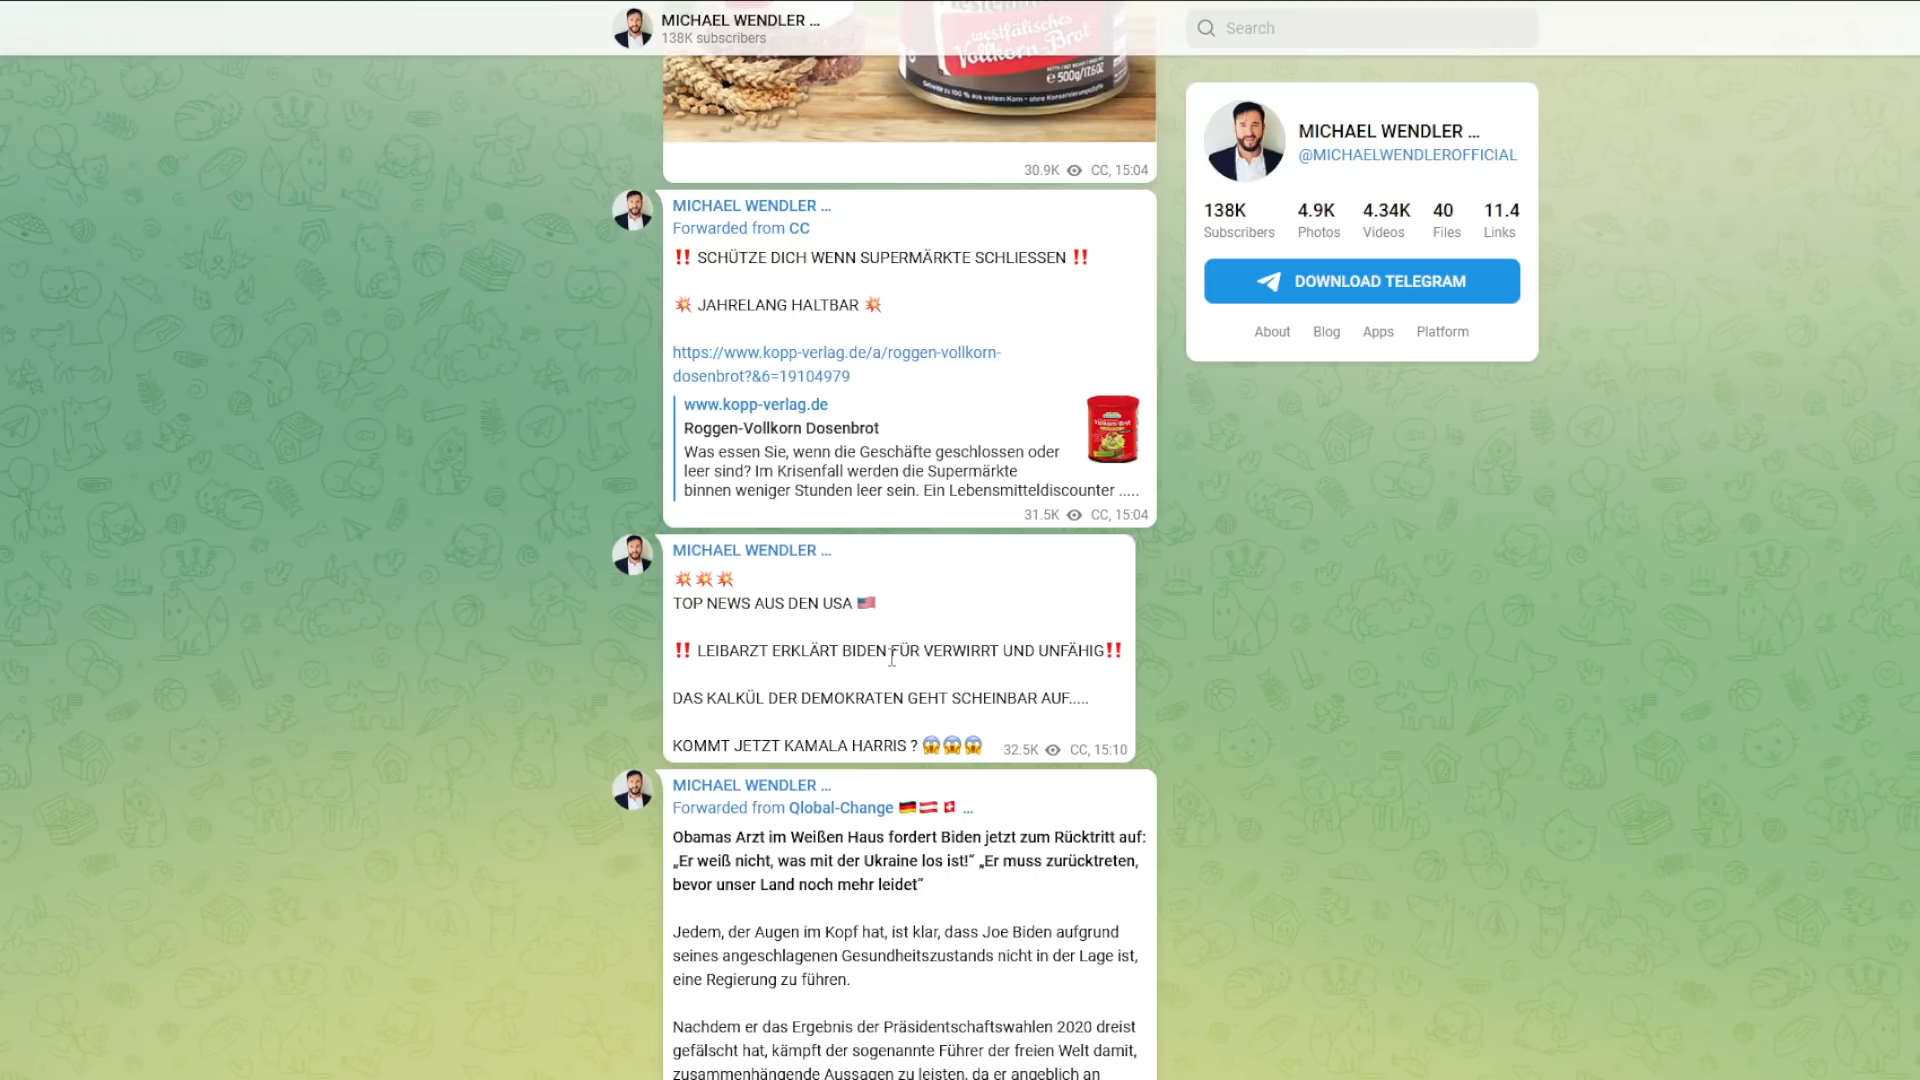 MICHAEL WENDLER ...
138K subscribers
Search
westfälisches
Vollkorn-Brot
e 500g/17.6oz
Getreide zu 100 % aus vollem Korn - ohne Konservierungsstoffe
30.9K CC, 15:04
MICHAEL WENDLER ...
Forwarded from CC
‼️ SCHÜTZE DICH WENN SUPERMÄRKTE SCHLIESSEN ‼️
💥 JAHRELANG HALTBAR 💥
https://www.kopp-verlag.de/a/roggen-vollkorn-
dosenbrot?&6=19104979
www.kopp-verlag.de
Roggen-Vollkorn Dosenbrot
Was essen Sie, wenn die Geschäfte geschlossen oder
leer sind? Im Krisenfall werden die Supermärkte
binnen weniger Stunden leer sein. Ein Lebensmitteldiscounter .....
31.5K CC, 15:04
MICHAEL WENDLER ...
💥💥💥
TOP NEWS AUS DEN USA 🇺🇸
‼️ LEIBARZT ERKLÄRT BIDEN FÜR VERWIRRT UND UNFÄHIG‼️
DAS KALKÜL DER DEMOKRATEN GEHT SCHEINBAR AUF.....
KOMMT JETZT KAMALA HARRIS ? 😱😱😱 32.5K CC, 15:10
MICHAEL WENDLER ...
Forwarded from Qlobal-Change 🇩🇪🇦🇹🇨🇭 ...
Obamas Arzt im Weißen Haus fordert Biden jetzt zum Rücktritt auf:
„Er weiß nicht, was mit der Ukraine los ist!“ „Er muss zurücktreten,
bevor unser Land noch mehr leidet“
Jedem, der Augen im Kopf hat, ist klar, dass Joe Biden aufgrund
seines angeschlagenen Gesundheitszustands nicht in der Lage ist,
eine Regierung zu führen.
Nachdem er das Ergebnis der Präsidentschaftswahlen 2020 dreist
gefälscht hat, kämpft der sogenannte Führer der freien Welt damit,
zusammenhängende Aussagen zu leisten, da er angeblich an
MICHAEL WENDLER ...
@MICHAELWENDLEROFFICIAL
138K 4.9K 4.34K 40 11.4
Subscribers Photos Videos Files Links
DOWNLOAD TELEGRAM
About Blog Apps Platform